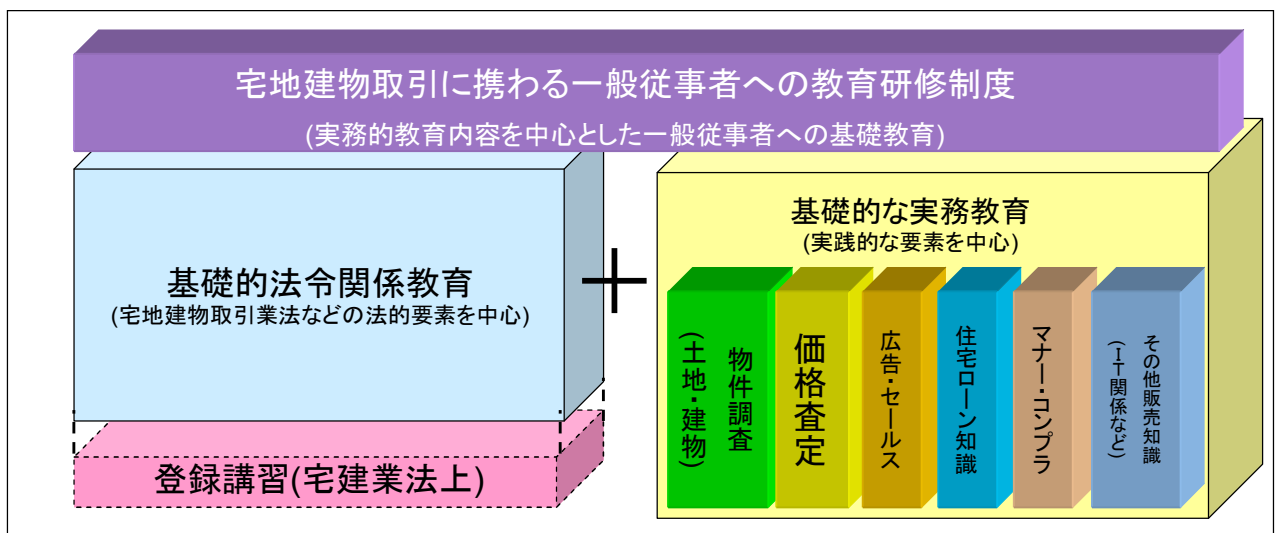 宅地建物取引に携わる一般従事者への教育研修制度
(実務的教育内容を中心とした一般従事者への基礎教育)
基礎的法令関係教育
(宅地建物取引業法などの法的要素を中心)
登録講習(宅建業法上)
+
基礎的な実務教育
(実践的な要素を中心)
物件調査
(土地・建物)
価格査定
広告・セールス
住宅ローン知識
マナー・コンプラ
その他販売知識
(IT関係など)